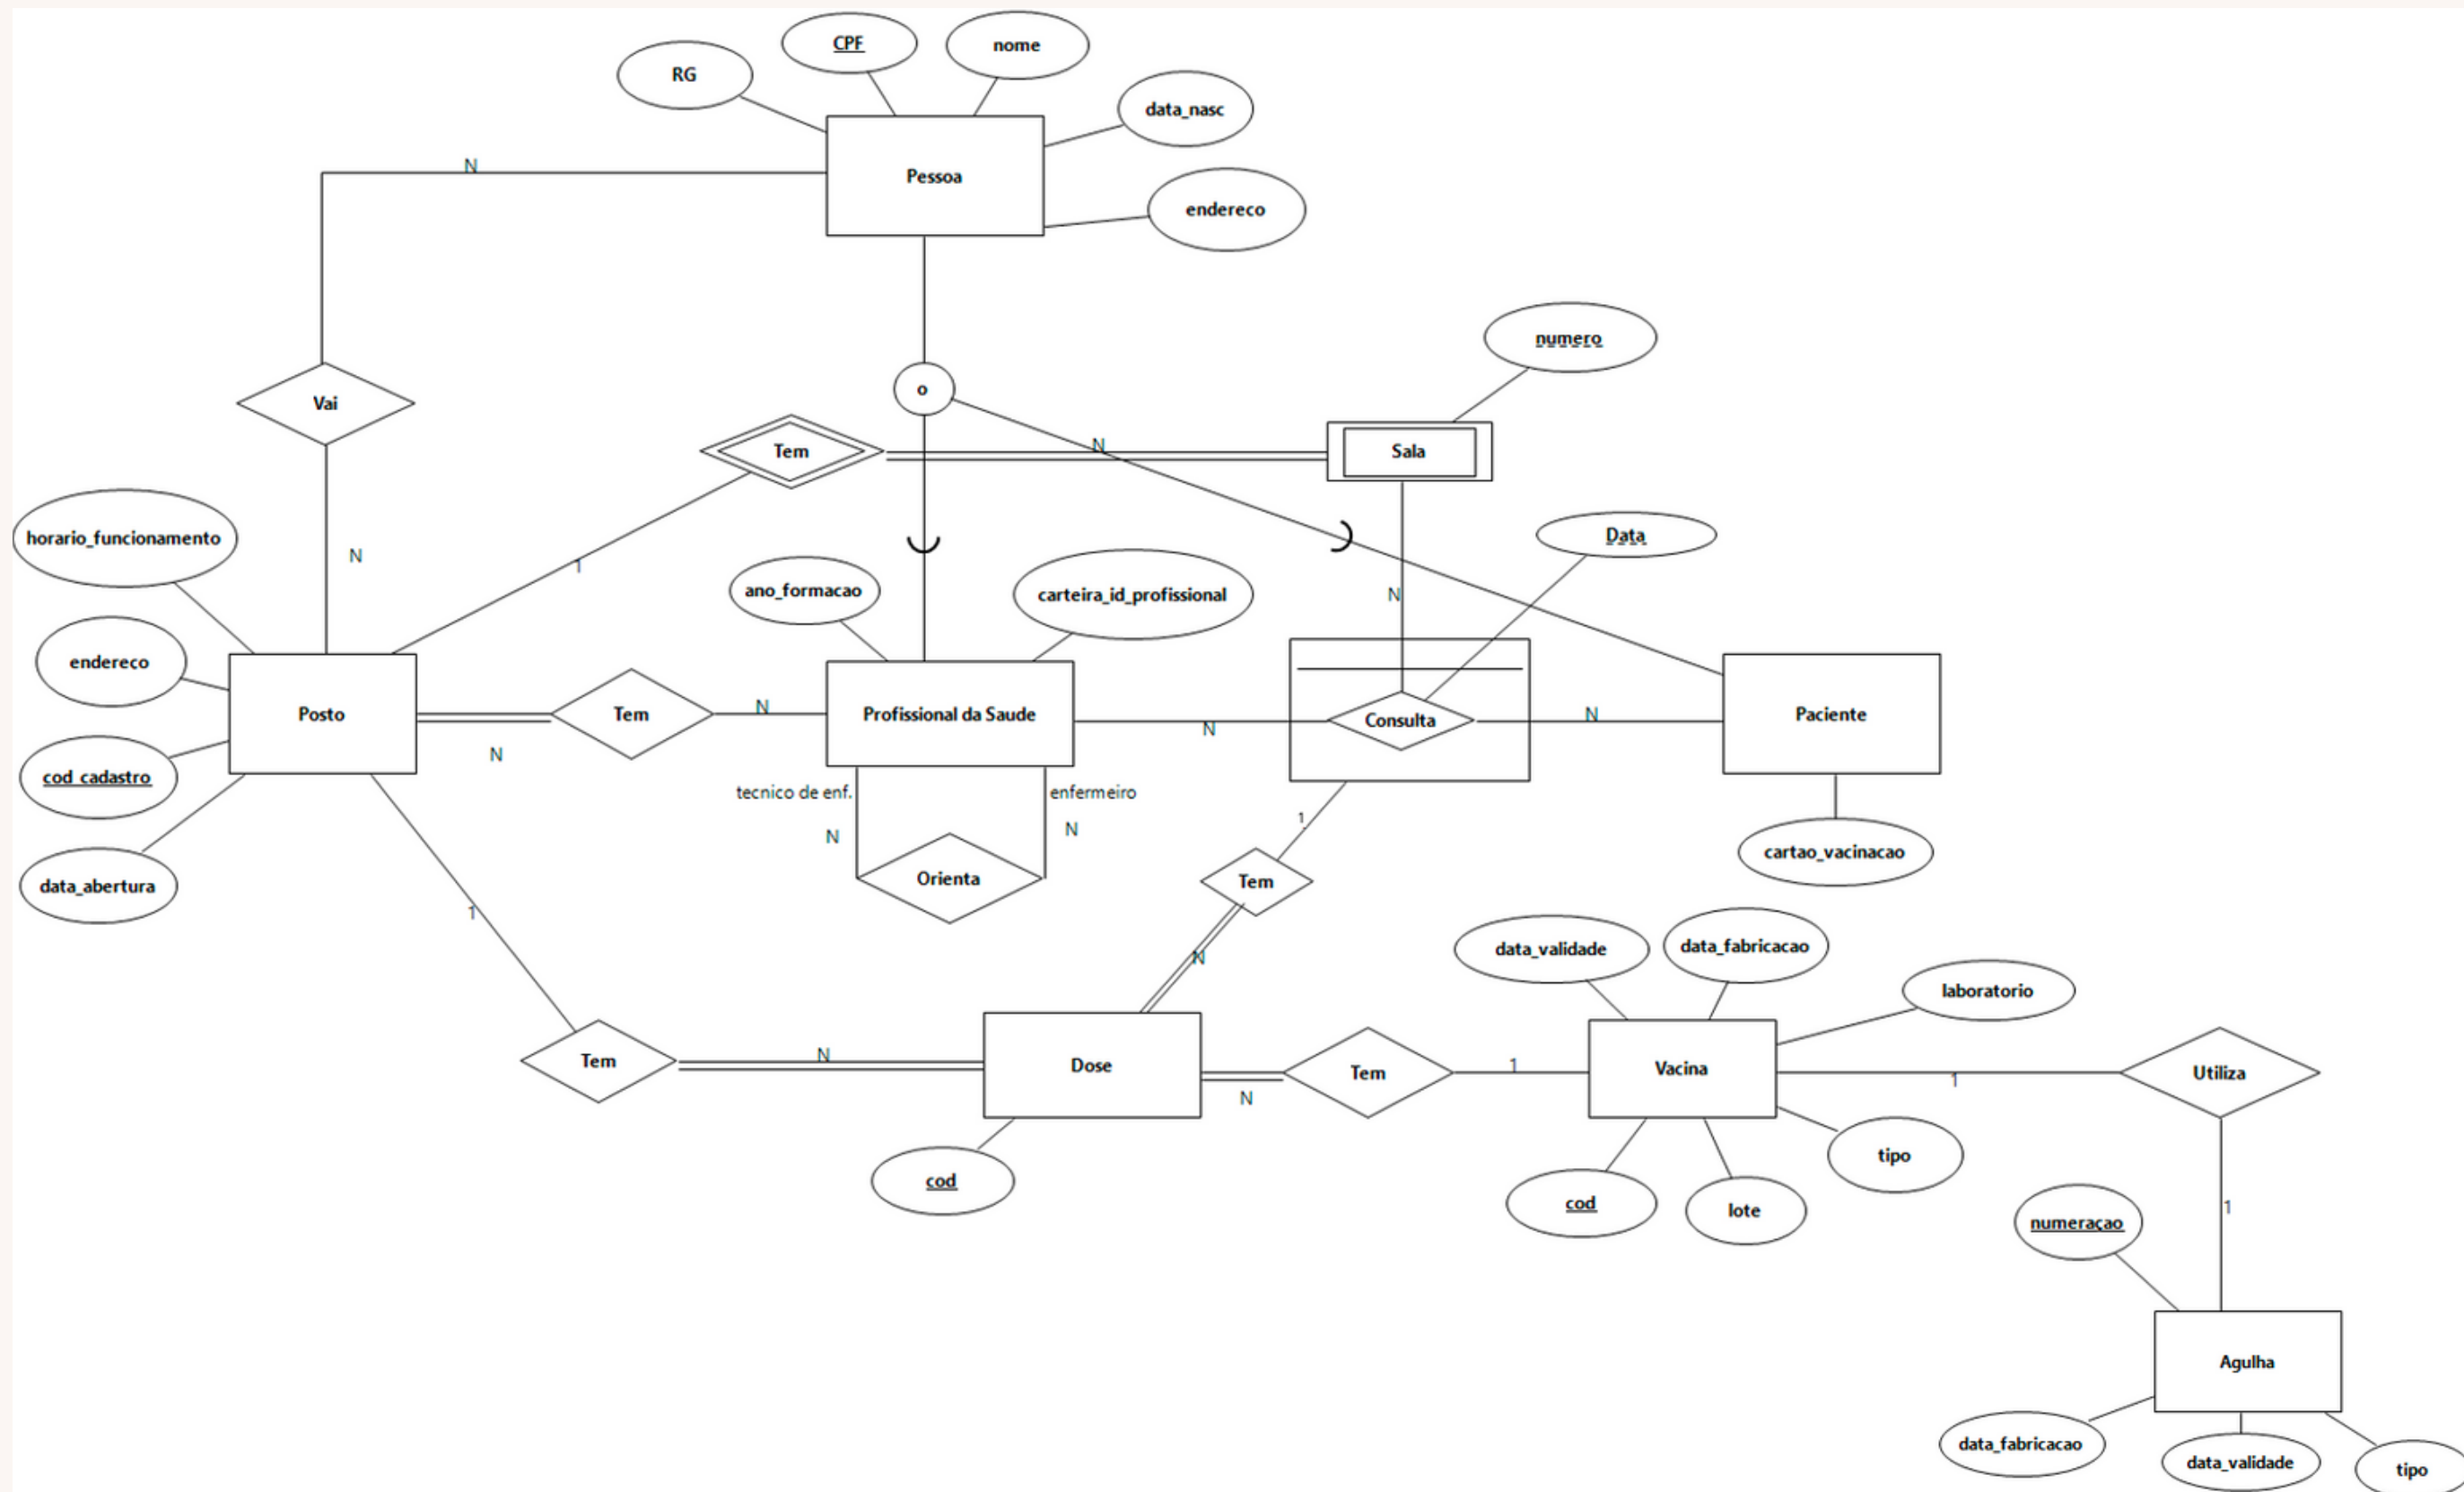 CPF
nome
RG
data_nasc
N
Pessoa
endereco
numero
o
Vai
N
Tem
Sala
horario_funcionamento
Data
N
1
ano_formacao
carteira_id_profissional
N
endereco
N
N
Posto
Tem
Profissional da Saude
Consulta
Paciente
N
N
cod_cadastro
tecnico de enf.
enfermeiro
1
N
N
cartao_vacinacao
data_abertura
Orienta
Tem
1
data_validade
data_fabricacao
N
laboratorio
N
Tem
Dose
Tem
1
Vacina
1
Utiliza
N
tipo
cod
cod
lote
1
numeraçao
Agulha
data_fabricacao
data_validade
tipo